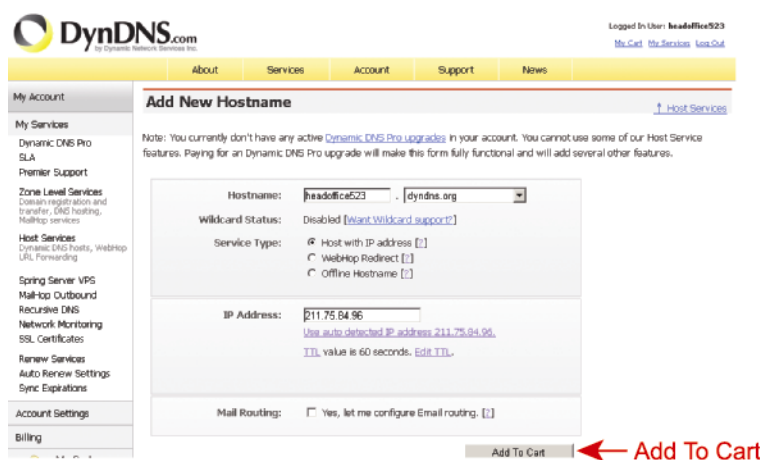 DynDNS.com
by Dynamic Network Services Inc.
Logged In User: headoffice523
My Cart My Services Log Out
About Services Account Support News
My Account
My Services
Dynamic DNS Pro
SLA
Premier Support
Zone Level Services
Domain registration and
transfer, DNS hosting,
MailHop services
Host Services
Dynamic DNS hosts, WebHop
URL Forwarding
Spring Server VPS
MailHop Outbound
Recursive DNS
Network Monitoring
SSL Certificates
Renew Services
Auto Renew Settings
Sync Expirations
Account Settings
Billing
Add New Hostname
↑ Host Services
Note: You currently don't have any active Dynamic DNS Pro upgrades in your account. You cannot use some of our Host Service
features. Paying for an Dynamic DNS Pro upgrade will make this form fully functional and will add several other features.
Hostname: headoffice523 . dyndns.org
Wildcard Status: Disabled [Want Wildcard support?]
Service Type: Host with IP address [?]
WebHop Redirect [?]
Offline Hostname [?]
IP Address: 211.75.84.96
Use auto detected IP address 211.75.84.96.
TTL value is 60 seconds. Edit TTL.
Mail Routing: Yes, let me configure Email routing. [?]
Add To Cart
Add To Cart